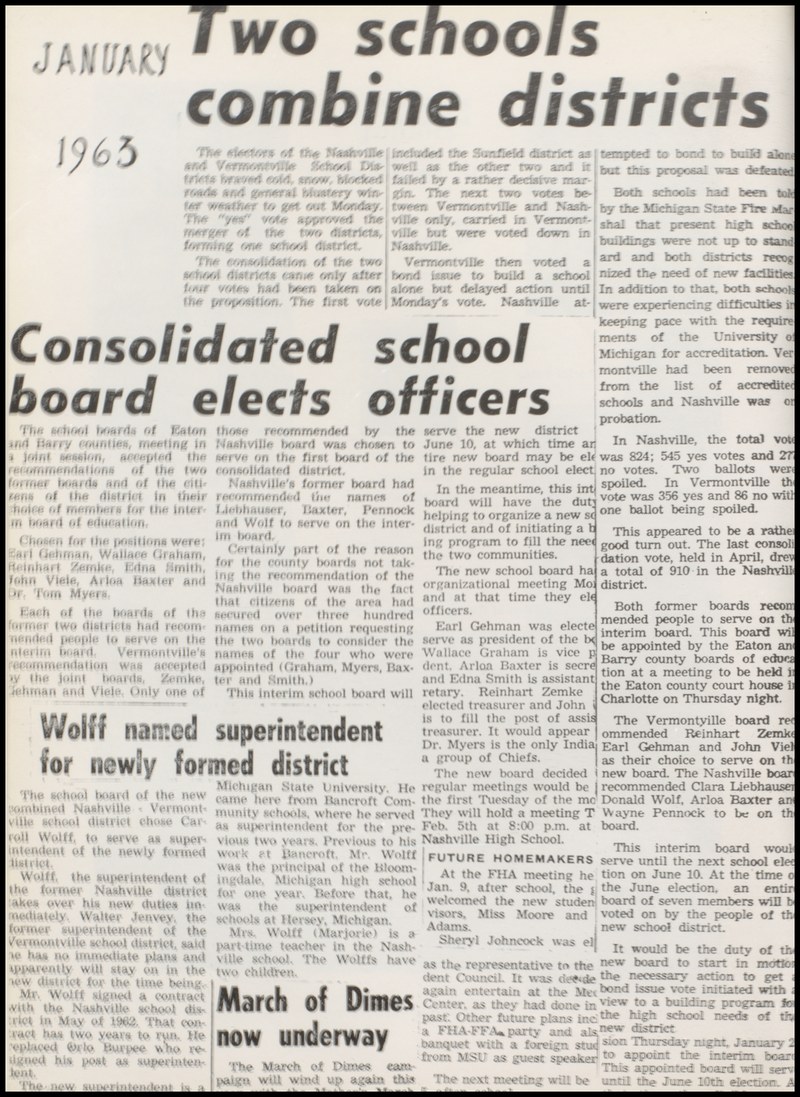 JANUARY
1963
Two schools
combine districts
The electors of the Nashville
and Vermontville School Dis-
tricts braved cold, snow, blocked
roads and general blustery win-
ter weather to get out Monday.
The "yes" vote approved the
merger of the two districts,
forming one school district.
The consolidation of the two
school districts came only after
four votes had been taken on
the proposition. The first vote
included the Sunfield district as
well as the other two and it
failed by a rather decisive mar-
gin. The next two votes be-
tween Vermontville and Nash-
ville only, carried in Vermont-
ville but were voted down in
Nashville.
Vermontville then voted a
bond issue to build a school
alone but delayed action until
Monday's vote. Nashville at-
tempted to bond to build alone
but this proposal was defeated
Both schools had been told
by the Michigan State Fire Mar
shal that present high school
buildings were not up to stand
ard and both districts recog
nized the need of new facilities
In addition to that, both schools
were experiencing difficulties in
keeping pace with the require
ments of the University of
Michigan for accreditation. Ver
montville had been removed
from the list of accredited
schools and Nashville was on
probation.
In Nashville, the total vote
was 824; 545 yes votes and 277
no votes. Two ballots were
spoiled. In Vermontville the
vote was 356 yes and 86 no with
one ballot being spoiled.
This appeared to be a rather
good turn out. The last consoli
dation vote, held in April, drew
a total of 910 in the Nashville
district.
Both former boards recom
mended people to serve on the
interim board. This board will
be appointed by the Eaton and
Barry county boards of educa
tion at a meeting to be held in
the Eaton county court house in
Charlotte on Thursday night.
The Vermontyille board rec
ommended Reinhart Zemke
Earl Gehman and John Viele
as their choice to serve on the
new board. The Nashville board
recommended Clara Liebhauser
Donald Wolf, Arloa Baxter and
Wayne Pennock to be on the
board.
This interim board would
serve until the next school elec
tion on June 10. At the time of
the June election, an entire
board of seven members will be
voted on by the people of the
new school district.
It would be the duty of the
new board to start in motion
the necessary action to get a
bond issue vote initiated with a
view to a building program for
the high school needs of the
new district
sion Thursday night, January 2
to appoint the interim board
This appointed board will serv
until the June 10th election. A
Consolidated school
board elects officers
The school boards of Eaton
and Barry counties, meeting in
a joint session, accepted the
recommendations of the two
former boards and of the citi-
zens of the district in their
choice of members for the inter-
im board of education.
Chosen for the positions were:
Earl Gehman, Wallace Graham,
Reinhart Zemke, Edna Smith,
John Viele, Arloa Baxter and
Dr. Tom Myers.
Each of the boards of the
former two districts had recom-
mended people to serve on the
interim board. Vermontville's
recommendation was accepted
by the joint boards, Zemke,
Gehman and Viele. Only one of
those recommended by the
Nashville board was chosen to
serve on the first board of the
consolidated district.
Nashville's former board had
recommended the names of
Liebhauser, Baxter, Pennock
and Wolf to serve on the inter-
im board.
Certainly part of the reason
for the county boards not tak-
ing the recommendation of the
Nashville board was the fact
that citizens of the area had
secured over three hundred
names on a petition requesting
the two boards to consider the
names of the four who were
appointed (Graham, Myers, Bax-
ter and Smith.)
This interim school board will
serve the new district
June 10, at which time an
tire new board may be ele
in the regular school elect
In the meantime, this int
board will have the duty
helping to organize a new sc
district and of initiating a b
ing program to fill the need
the two communities.
The new school board ha
organizational meeting Mo
and at that time they ele
officers.
Earl Gehman was electe
serve as president of the bo
Wallace Graham is vice p
dent. Arloa Baxter is secre
and Edna Smith is assistant
retary. Reinhart Zemke
elected treasurer and John
is to fill the post of assis
treasurer. It would appear
Dr. Myers is the only India
a group of Chiefs.
The new board decided
regular meetings would be
the first Tuesday of the mo
They will hold a meeting T
Feb. 5th at 8:00 p.m. at
Nashville High School.
Wolff named superintendent
for newly formed district
The school board of the new
combined Nashville - Vermont-
ville school district chose Car-
roll Wolff, to serve as super-
intendent of the newly formed
district.
Wolff, the superintendent of
the former Nashville district
takes over his new duties im-
mediately. Walter Jenvey, the
former superintendent of the
Vermontville school district, said
he has no immediate plans and
apparently will stay on in the
new district for the time being.
Mr. Wolff signed a contract
with the Nashville school dis-
trict in May of 1962. That con-
tract has two years to run. He
replaced Orlo Burpee who re-
signed his post as superinten-
dent.
The new superintendent is a
Michigan State University. He
came here from Bancroft Com-
munity schools, where he served
as superintendent for the pre-
vious two years. Previous to his
work at Bancroft, Mr. Wolff
was the principal of the Bloom-
ingdale, Michigan high school
for one year. Before that, he
was the superintendent of
schools at Hersey, Michigan.
Mrs. Wolff (Marjorie) is a
part-time teacher in the Nash-
ville school. The Wolffs have
two children.
March of Dimes
now underway
The March of Dimes cam-
paign will wind up again this
FUTURE HOMEMAKERS
At the FHA meeting he
Jan. 9, after school, the g
welcomed the new studen
visors, Miss Moore and
Adams.
Sheryl Johncock was el
as the representative to the
dent Council. It was decide
again entertain at the Me
Center, as they had done in
past. Other future plans inc
a FHA-FFA party and als
banquet with a foreign stud
from MSU as guest speaker
The next meeting will be